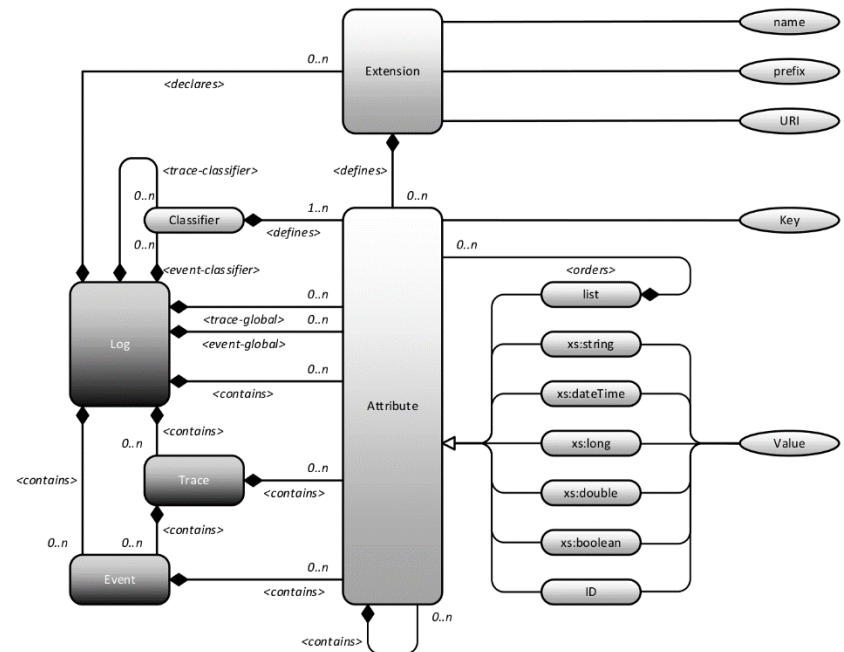 name
0..n
Extension
prefix
<declares>
URI
<trace-classifier>
<defines>
0..n
0..n
Classifier
1..n
Key
<defines>
0..n
0..n
<orders>
<event-classifier>
list
0..n
<trace-global>
0..n
Log
<event-global>
xs:string
0..n
xs:dateTime
<contains>
Attribute
<contains>
0..n
xs:long
Value
0..n
<contains>
Trace
<contains>
xs:double
<contains>
0..n
0..n
xs:boolean
0..n
Event
<contains>
ID
0..n
<contains>